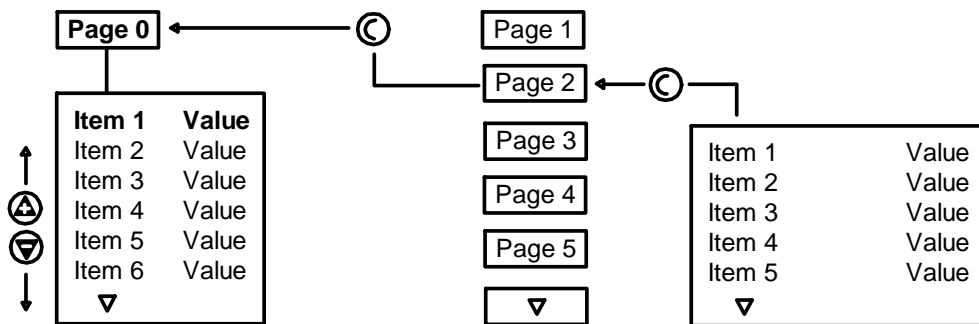 Page 0
C
Page 1
Page 2
C
Page 3
Page 4
Page 5
Item 1 Value
Item 2 Value
Item 3 Value
Item 4 Value
Item 5 Value
Item 6 Value
Item 1 Value
Item 2 Value
Item 3 Value
Item 4 Value
Item 5 Value